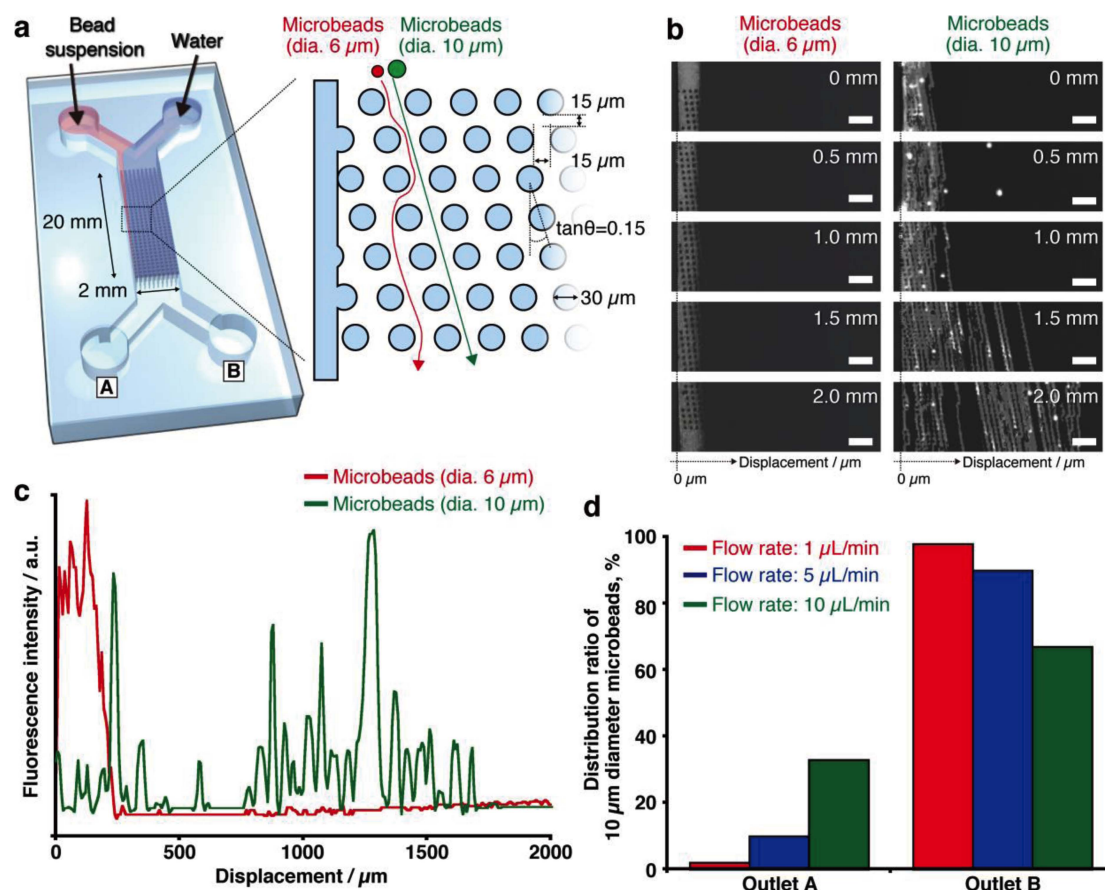 a
Bead
suspension
Water
20 mm
2 mm
A
B
Microbeads
(dia. 6 µm)
Microbeads
(dia. 10 µm)
15 µm
15 µm
tanθ=0.15
30 µm
b
Microbeads
(dia. 6 µm)
Microbeads
(dia. 10 µm)
0 mm
0 mm
0.5 mm
0.5 mm
1.0 mm
1.0 mm
1.5 mm
1.5 mm
2.0 mm
2.0 mm
Displacement / µm
Displacement / µm
0 µm
0 µm
c
Microbeads (dia. 6 µm)
Microbeads (dia. 10 µm)
Fluorescence intensity / a.u.
0
500
1000
1500
2000
Displacement / µm
d
Distribution ratio of
10 µm diameter microbeads, %
100
80
60
40
20
0
Flow rate: 1 µL/min
Flow rate: 5 µL/min
Flow rate: 10 µL/min
Outlet A
Outlet B